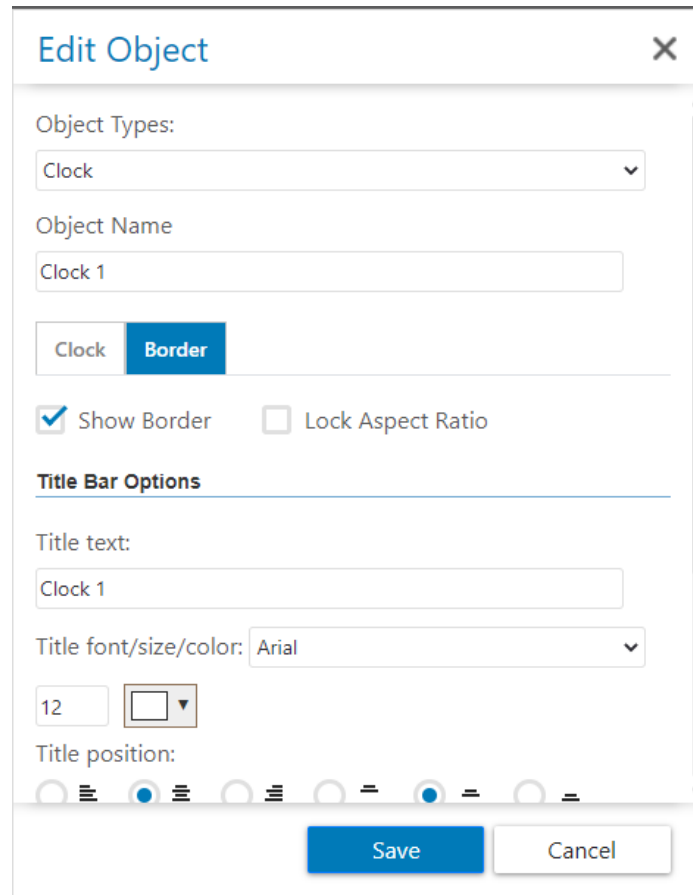 Edit Object
Object Types:
Clock
Object Name
Clock 1
Clock Border
Show Border Lock Aspect Ratio
Title Bar Options
Title text:
Clock 1
Title font/size/color: Arial
12
Title position:
Save Cancel